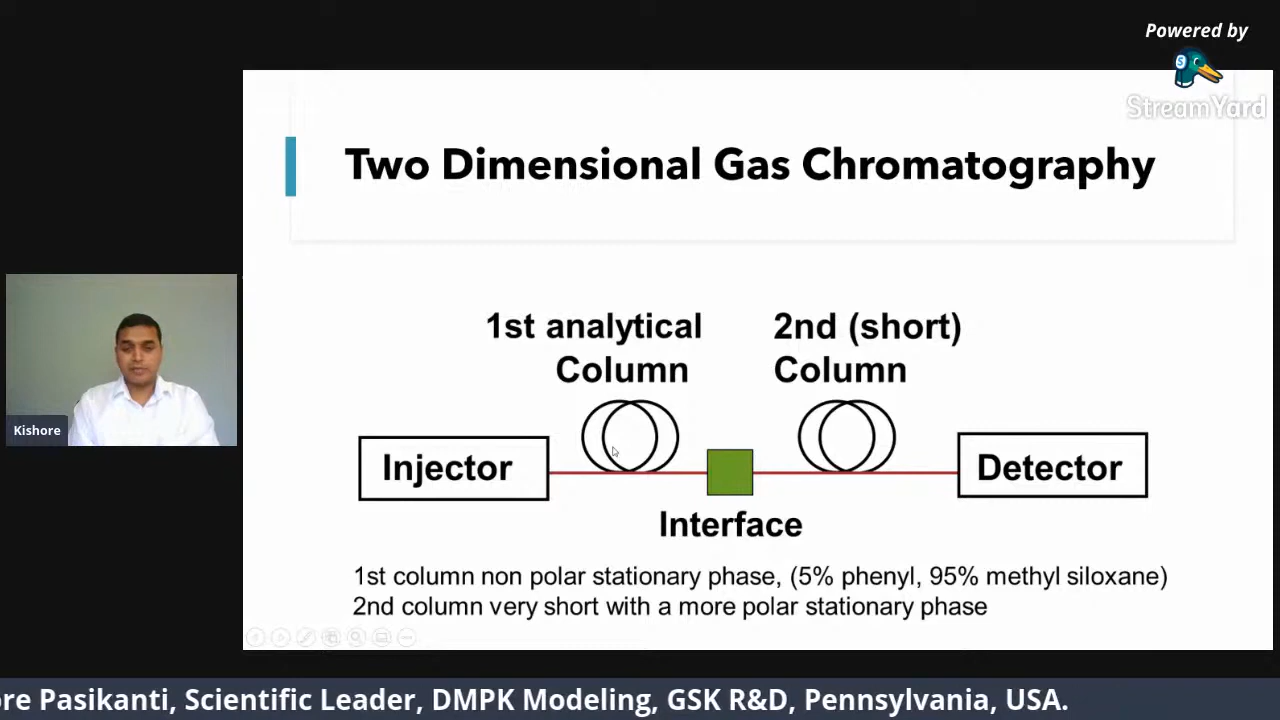 Powered by
StreamYard
Two Dimensional Gas Chromatography
1st analytical
Column
2nd (short)
Column
Injector
Detector
Interface
1st column non polar stationary phase, (5% phenyl, 95% methyl siloxane)
2nd column very short with a more polar stationary phase
Kishore
ore Pasikanti, Scientific Leader, DMPK Modeling, GSK R&D, Pennsylvania, USA.